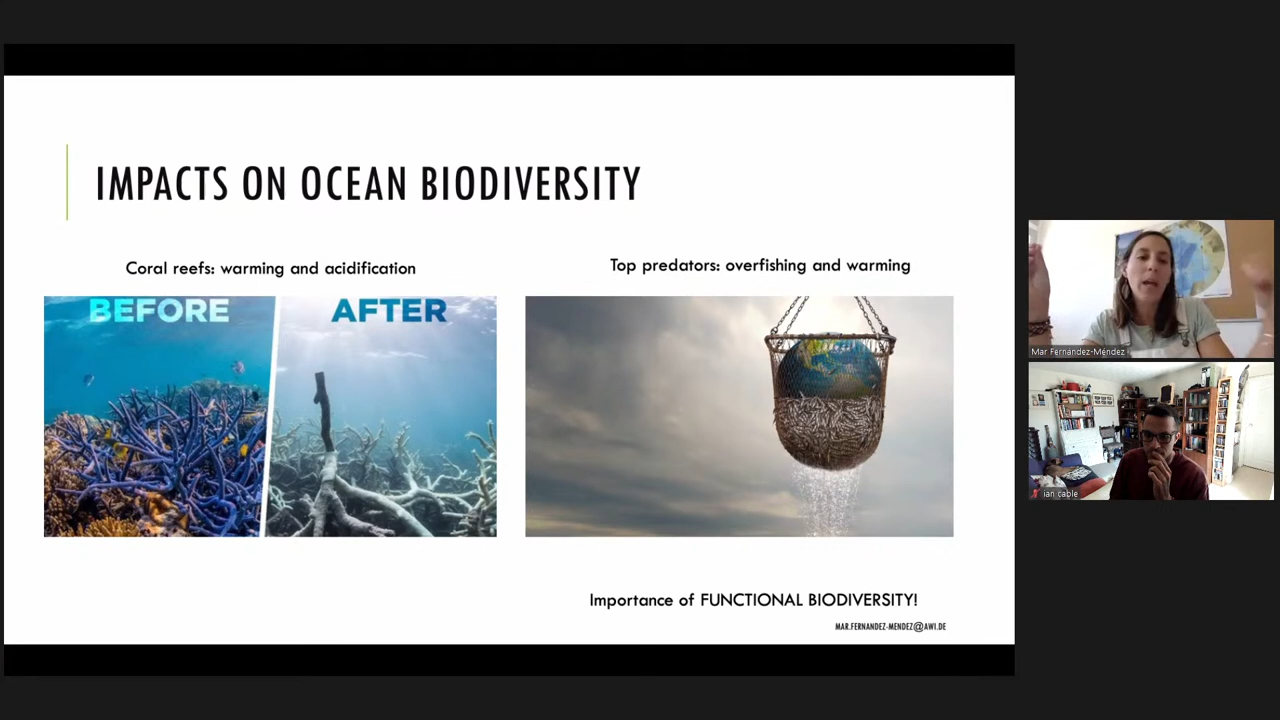 IMPACTS ON OCEAN BIODIVERSITY
Coral reefs: warming and acidification
Top predators: overfishing and warming
BEFORE
AFTER
Importance of FUNCTIONAL BIODIVERSITY!
MAR.FERNANDEZ-MENDEZ@AWI.DE
Mar Fernandez-Méndez
ian cable